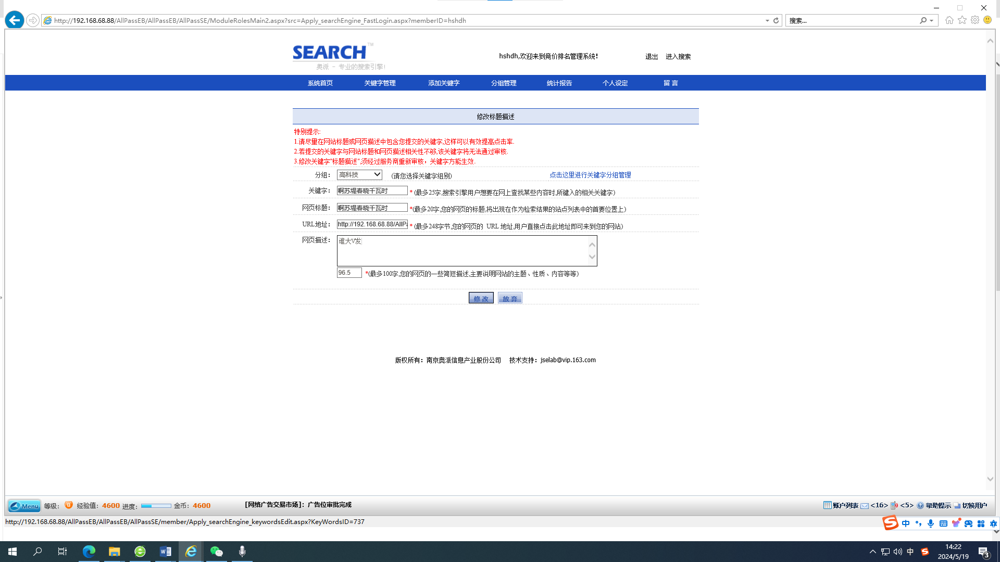 http://192.168.68.88/AllPassEB/AllPassEB/AllPassSE/ModuleRolesMain2.aspx?src=Apply_searchEngine_FastLogin.aspx?memberID=hshdh
搜索...
SEARCH™
奥派 - 专业的搜索引擎!
hshdh,欢迎来到竞价排名管理系统!
退出 进入搜索
系统首页 关键字管理 添加关键字 分组管理 统计报告 个人设定 留 言
修改标题描述
特别提示:
1.请尽量在网站标题或网页描述中包含您提交的关键字,这样可以有效提高点击率.
2.若提交的关键字与网站标题和网页描述相关性不够,该关键字将无法通过审核.
3.修改关键字"标题描述",须经过服务商重新审核，关键字方能生效.
分组： 高科技 (请您选择关键字组别) 点击这里进行关键字分组管理
关键字： 啊苏堤春晓千瓦时 * (最多25字,搜索引擎用户想要在网上查找某些内容时,所键入的相关关键字)
网页标题： 啊苏堤春晓千瓦时 *(最多20字,您的网页的标题,将出现在作为检索结果的站点列表中的首要位置上)
URL地址： http://192.168.68.88/AllPa * (最多248字节,您的网页的 URL 地址,用户直接点击此地址即可来到您的网站)
网页描述： 谁大V发
96.5 *(最多100字,您的网页的一些简短描述,主要说明网站的主题、性质、内容等等)
修 改 放 弃
版权所有：南京奥派信息产业股份公司 技术支持：jselab@vip.163.com
Menu 等级： 8 经验值： 4600 进度： 金币： 4600 [网络广告交易市场]：广告位审批完成 账户列表 <16> <5> 帮助提示 切换用户
http://192.168.68.88/AllPassEB/AllPassEB/AllPassSE/member/Apply_searchEngine_keywordsEdit.aspx?KeyWordsID=737
中
中
14:22
2024/5/19
3